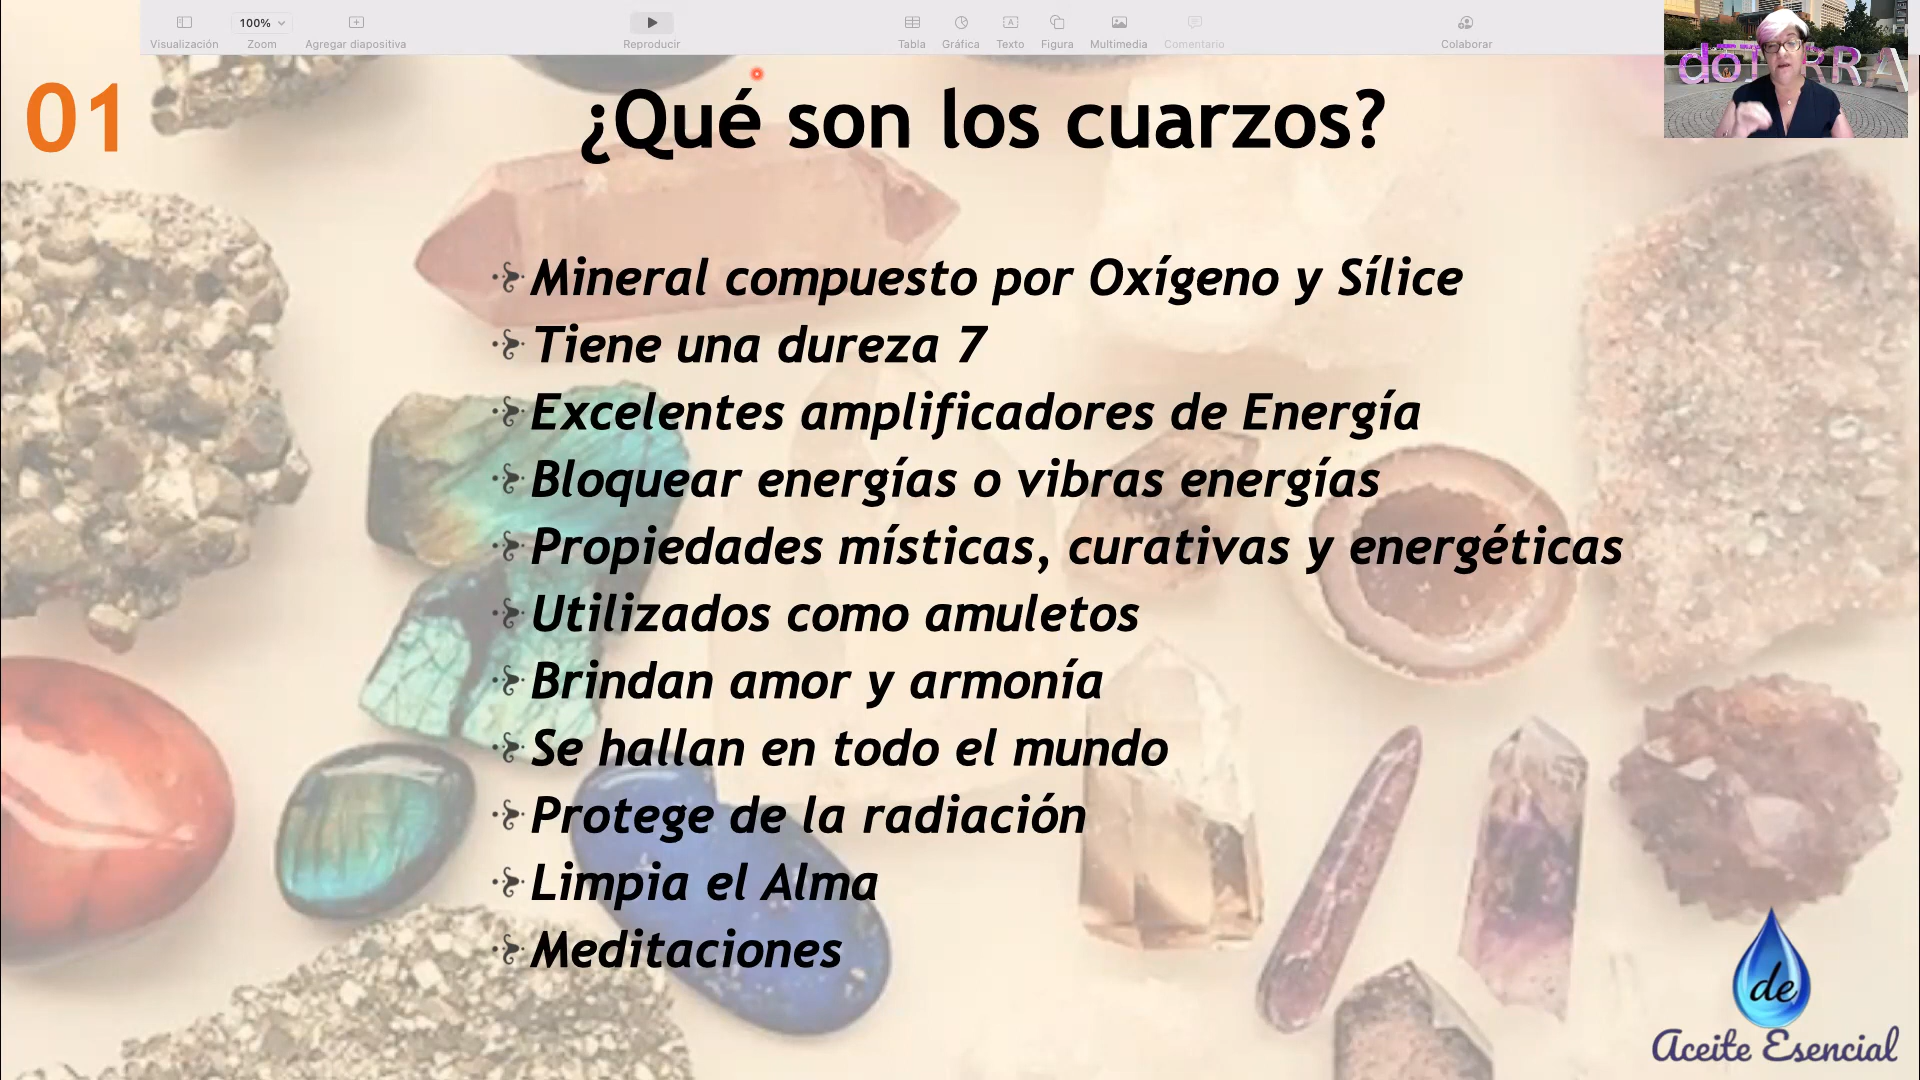 100%
Visualización
Zoom
Agregar diapositiva
Reproducir
Tabla
Gráfica
Texto
Figura
Multimedia
Comentario
Colaborar
01
¿Qué son los cuarzos?
Mineral compuesto por Oxígeno y Sílice
Tiene una dureza 7
Excelentes amplificadores de Energía
Bloquear energías o vibras energías
Propiedades místicas, curativas y energéticas
Utilizados como amuletos
Brindan amor y armonía
Se hallan en todo el mundo
Protege de la radiación
Limpia el Alma
Meditaciones
de
Aceite Esencial